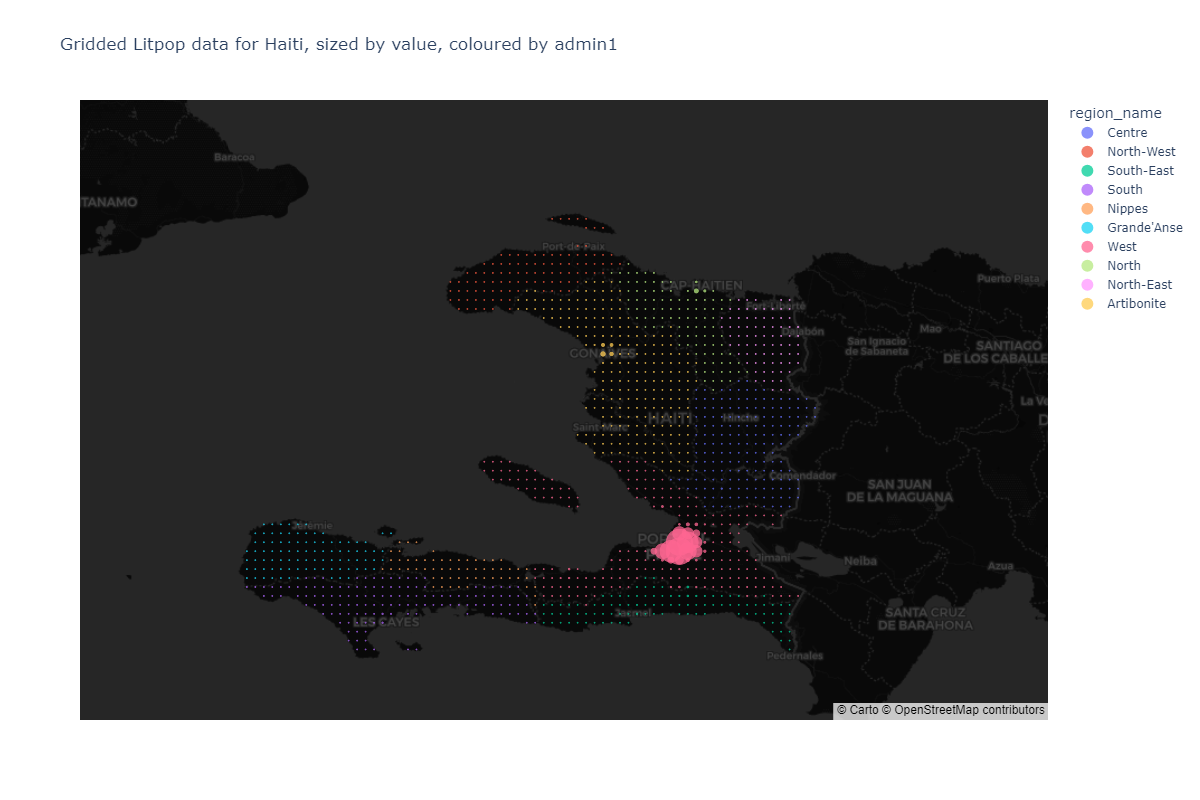 Gridded Litpop data for Haiti, sized by value, coloured by admin1
region_name
Centre
North-West
South-East
South
Nippes
Grande'Anse
West
North
North-East
Artibonite
Baracoa
TANAMO
Port-de-Paix
CAP-HAITIEN
Puerto Plata
Fort-Liberté
Dajabón
Mao
San Ignacio
de Sabaneta
SANTIAGO
DE LOS CABALLE
GONAIVES
La Ve
HAITI
Hinche
D
Saint-Marc
Comendador
SAN JUAN
DE LA MAGUANA
Jérémie
POR
Jimaní
Neiba
Azua
Jacmel
LES CAYES
SANTA CRUZ
DE BARAHONA
Pedernales
© Carto © OpenStreetMap contributors